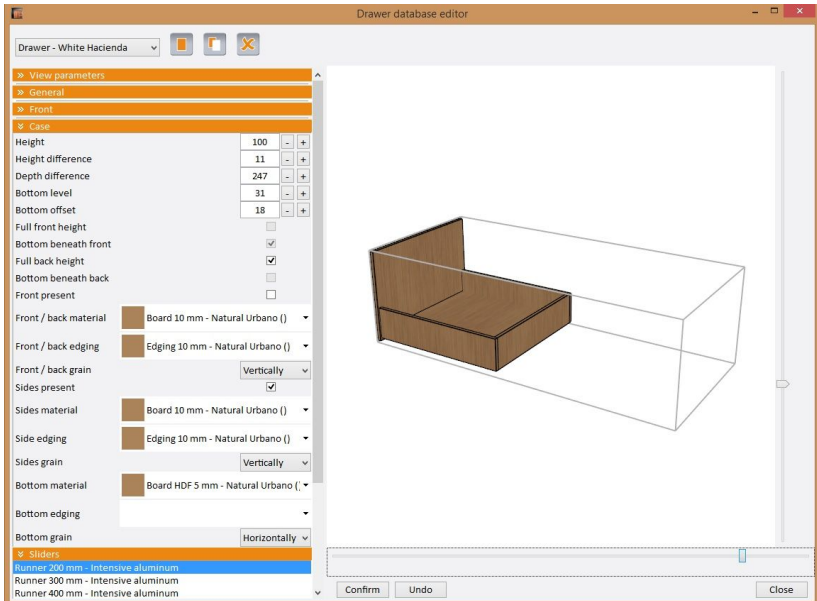 Drawer database editor
Drawer - White Hacienda
View parameters
General
Front
Case
Height 100 - +
Height difference 11 - +
Depth difference 247 - +
Bottom level 31 - +
Bottom offset 18 - +
Full front height
Bottom beneath front
Full back height
Bottom beneath back
Front present
Front / back material Board 10 mm - Natural Urbano ()
Front / back edging Edging 10 mm - Natural Urbano ()
Front / back grain Vertically
Sides present
Sides material Board 10 mm - Natural Urbano ()
Side edging Edging 10 mm - Natural Urbano ()
Sides grain Vertically
Bottom material Board HDF 5 mm - Natural Urbano (
Bottom edging
Bottom grain Horizontally
Sliders
Runner 200 mm - Intensive aluminum
Runner 300 mm - Intensive aluminum
Runner 400 mm - Intensive aluminum
Confirm Undo Close